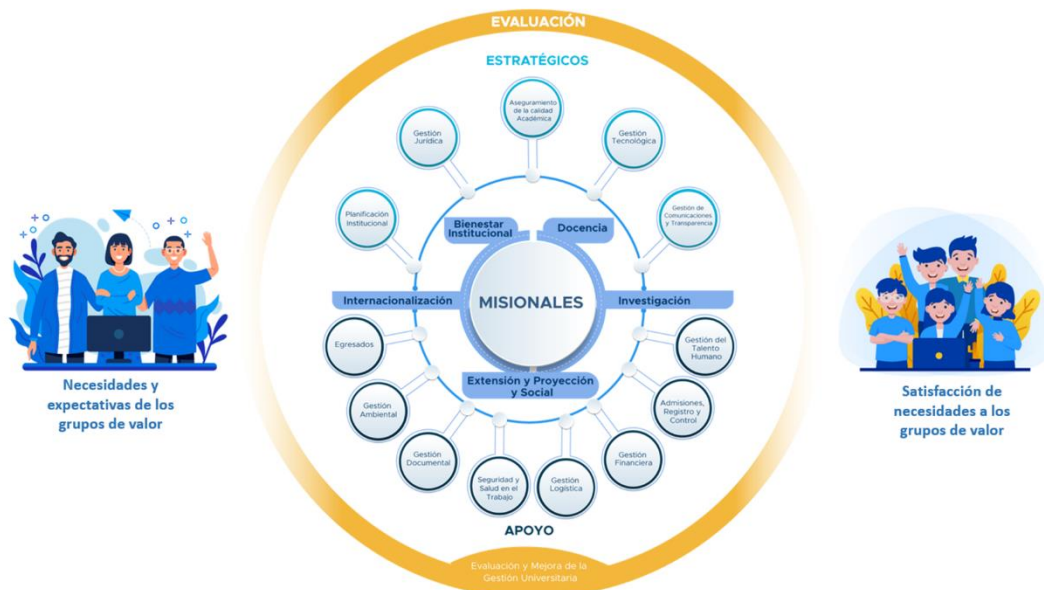 EVALUACIÓN
ESTRATÉGICOS
Aseguramiento
de la calidad
Académica
Gestión
Jurídica
Gestión
Tecnológica
Planificación
Institucional
Gestión de
Comunicaciones
y Transparencia
Bienestar
Institucional
Docencia
Internacionalización
MISIONALES
Investigación
Egresados
Gestión del
Talento
Humano
Extensión y Proyección
y Social
Gestión
Ambiental
Admisiones,
Registro y
Control
Gestión
Documental
Gestión
Financiera
Seguridad y
Salud en el
Trabajo
Gestión
Logística
APOYO
Evaluación y Mejora de la
Gestión Universitaria
Necesidades y
expectativas de los
grupos de valor
Satisfacción de
necesidades a los
grupos de valor